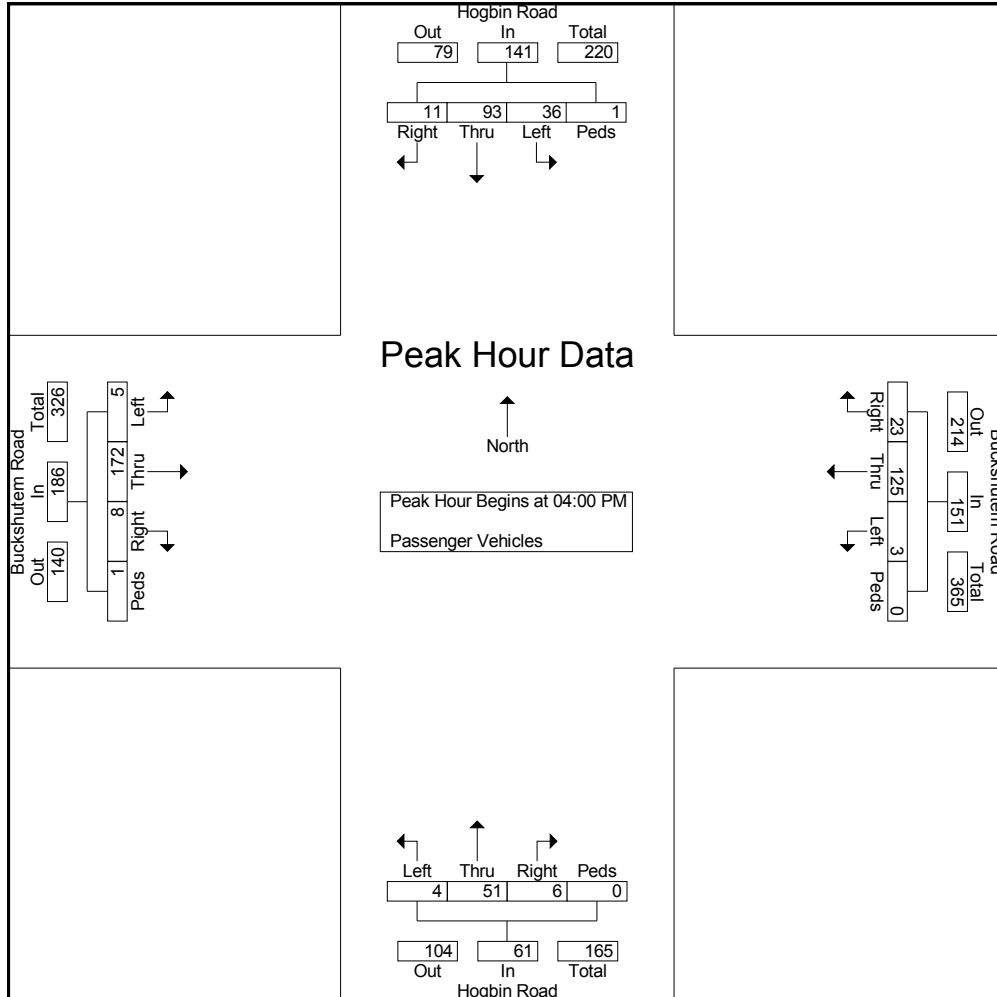 Hogbin Road
Out In Total
79 141 220
11 93 36 1
Right Thru Left Peds
Peak Hour Data
North
Peak Hour Begins at 04:00 PM
Passenger Vehicles
Buckshutem Road
Total In Out
326 186 140
5 172 8 1
Left Thru Right Peds
Buckshutem Road
Out In Total
214 151 365
23 125 3 0
Right Thru Left Peds
Left Thru Right Peds
4 51 6 0
104 61 165
Out In Total
Hogbin Road